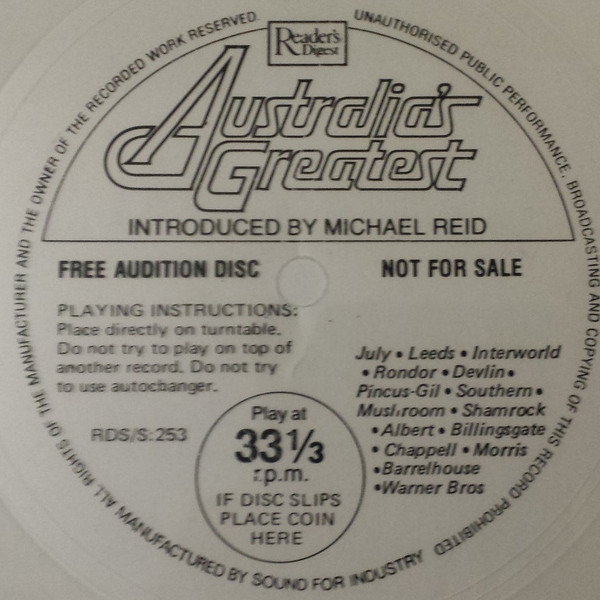 ALL RIGHTS OF THE MANUFACTURER AND THE OWNER OF THE RECORDED WORK RESERVED.
UNAUTHORISED PUBLIC PERFORMANCE, BROADCASTING AND COPYING OF THIS RECORD PROHIBITED
Reader's
Digest
Australia's
Greatest
INTRODUCED BY MICHAEL REID
FREE AUDITION DISC
NOT FOR SALE
PLAYING INSTRUCTIONS:
Place directly on turntable.
Do not try to play on top of
another record. Do not try
to use autochanger.
RDS/S:253
July • Leeds • Interworld
• Rondor • Devlin •
Pincus-Gil • Southern •
Mushroom • Shamrock
• Albert • Billingsgate
• Chappell • Morris
•Barrelhouse
•Warner Bros
Play at
33⅓
r.p.m.
IF DISC SLIPS
PLACE COIN
HERE
MANUFACTURED BY SOUND FOR INDUSTRY